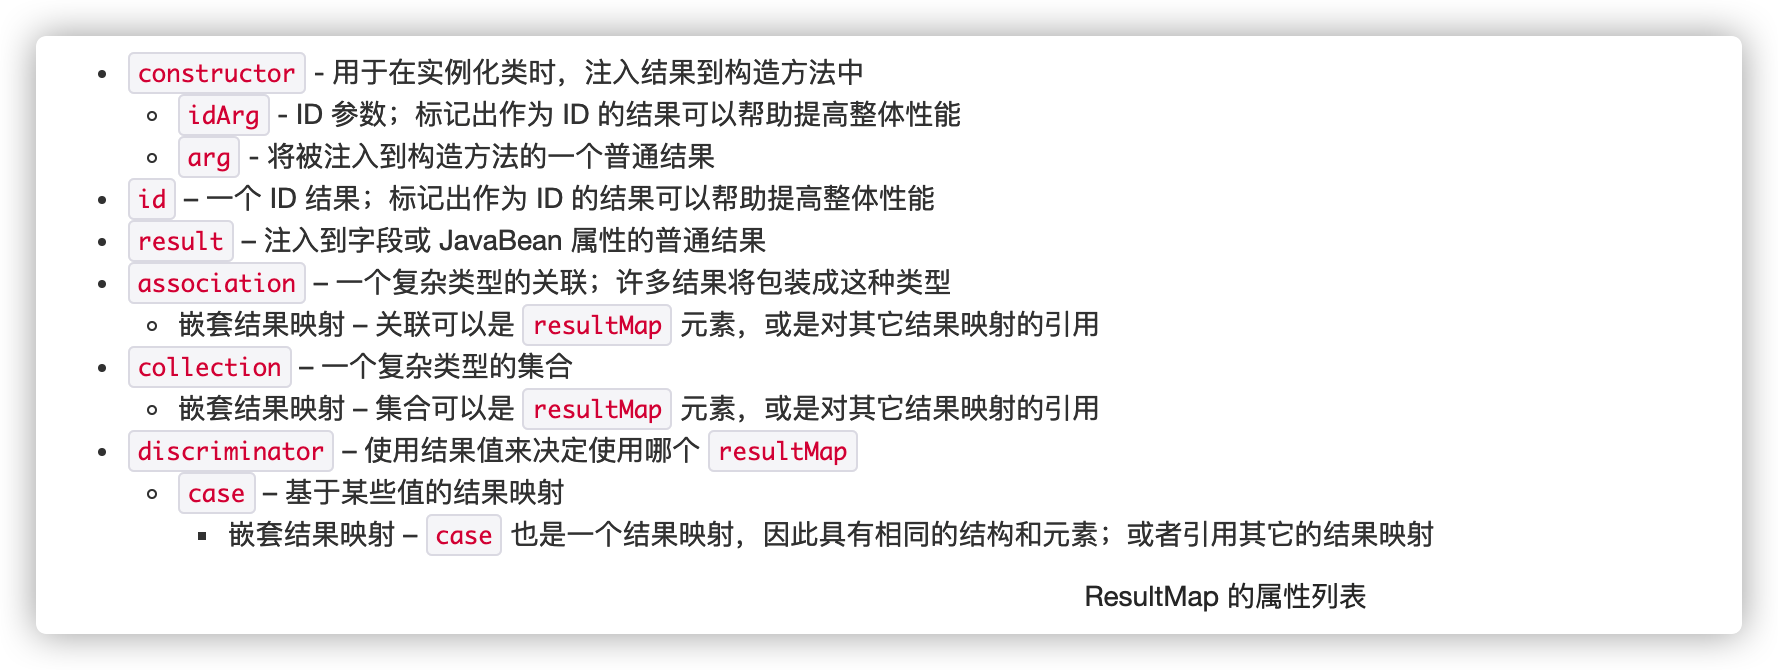 constructor - 用于在实例化类时，注入结果到构造方法中
idArg - ID 参数；标记出作为 ID 的结果可以帮助提高整体性能
arg - 将被注入到构造方法的一个普通结果
id – 一个 ID 结果；标记出作为 ID 的结果可以帮助提高整体性能
result – 注入到字段或 JavaBean 属性的普通结果
association – 一个复杂类型的关联；许多结果将包装成这种类型
嵌套结果映射 – 关联可以是 resultMap 元素，或是对其它结果映射的引用
collection – 一个复杂类型的集合
嵌套结果映射 – 集合可以是 resultMap 元素，或是对其它结果映射的引用
discriminator – 使用结果值来决定使用哪个 resultMap
case – 基于某些值的结果映射
嵌套结果映射 – case 也是一个结果映射，因此具有相同的结构和元素；或者引用其它的结果映射
ResultMap 的属性列表